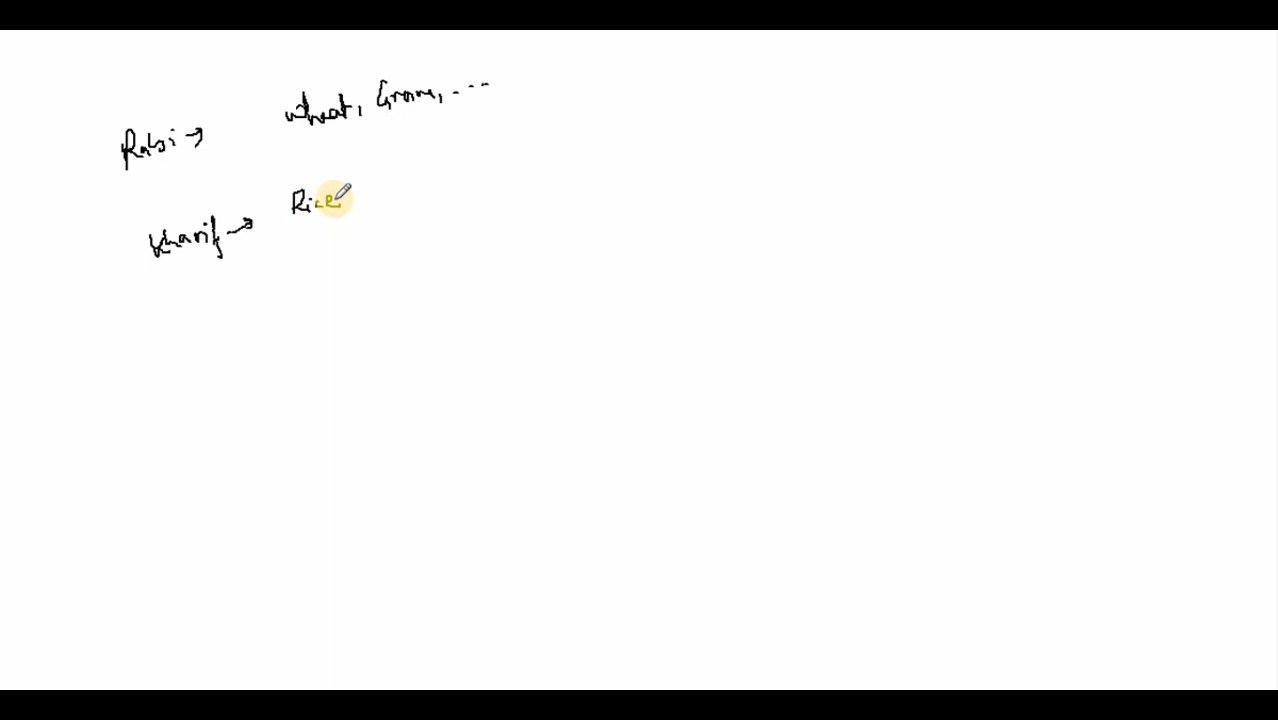 Rabi → wheat, Gram, ....
Kharif → Rice